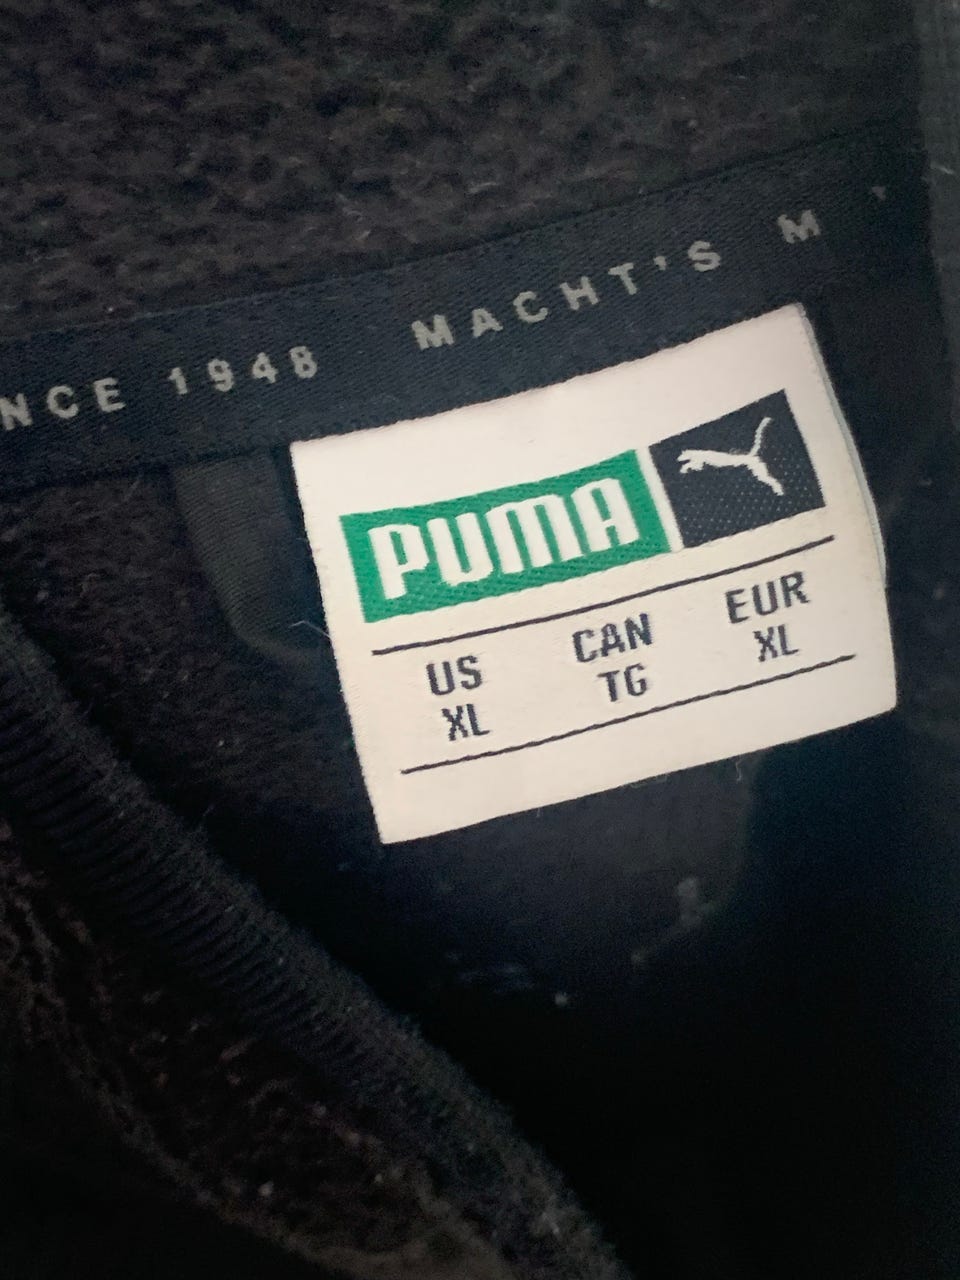 NCE 1948 MACHT'S M
PUMA
US CAN EUR
XL TG XL